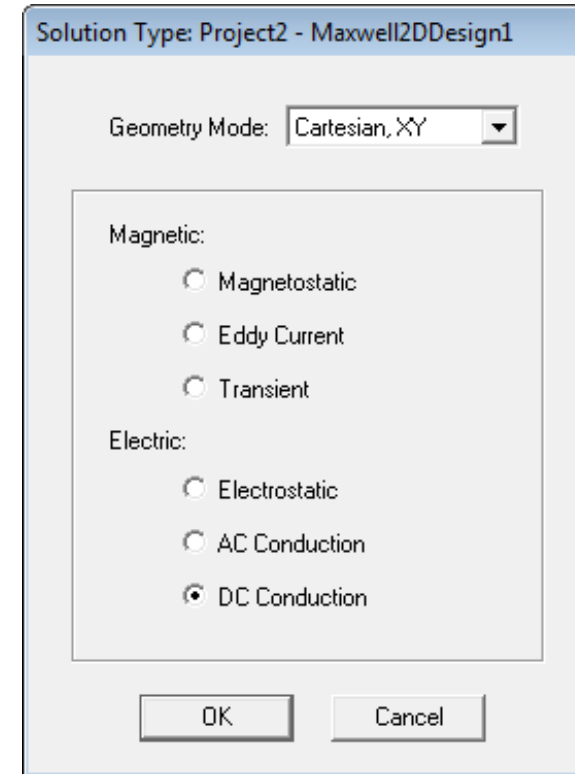 Solution Type: Project2 - Maxwell2DDesign1
Geometry Mode: Cartesian, XY
Magnetic:
Magnetostatic
Eddy Current
Transient
Electric:
Electrostatic
AC Conduction
DC Conduction
OK Cancel